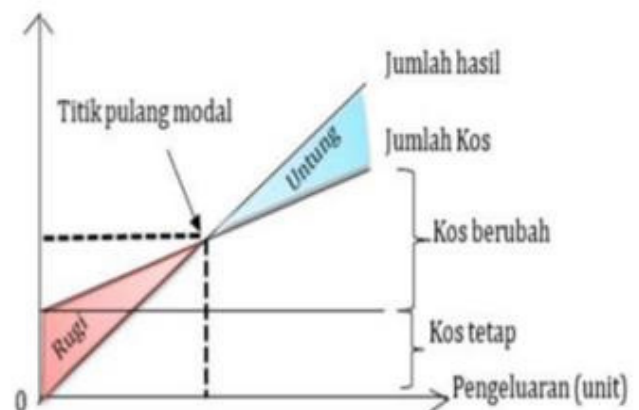 Jumlah hasil
Titik pulang modal
Untung
Jumlah Kos
Kos berubah
Rugi
Kos tetap
0
Pengeluaran (unit)